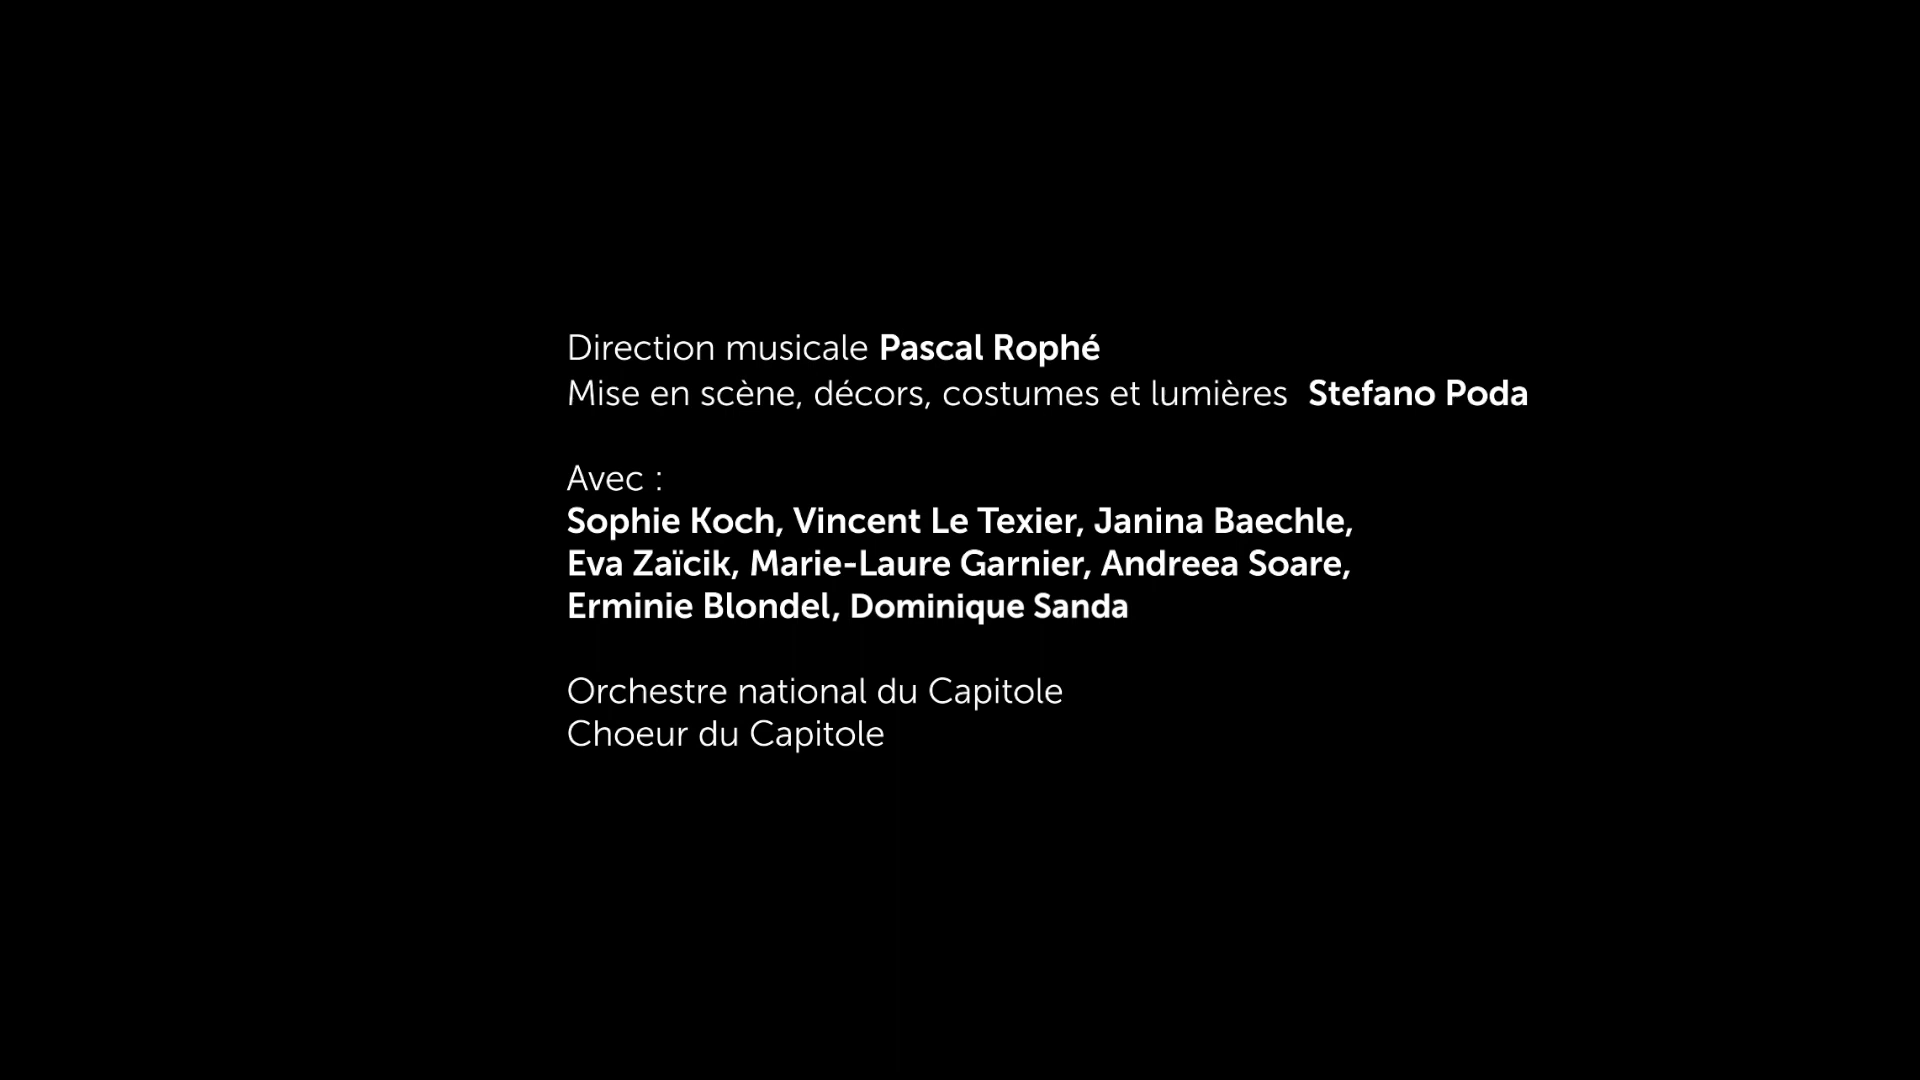 Direction musicale Pascal Rophé
Mise en scène, décors, costumes et lumières  Stefano Poda
Avec :
Sophie Koch, Vincent Le Texier, Janina Baechle,
Eva Zaïcik, Marie-Laure Garnier, Andreea Soare,
Erminie Blondel, Dominique Sanda
Orchestre national du Capitole
Choeur du Capitole